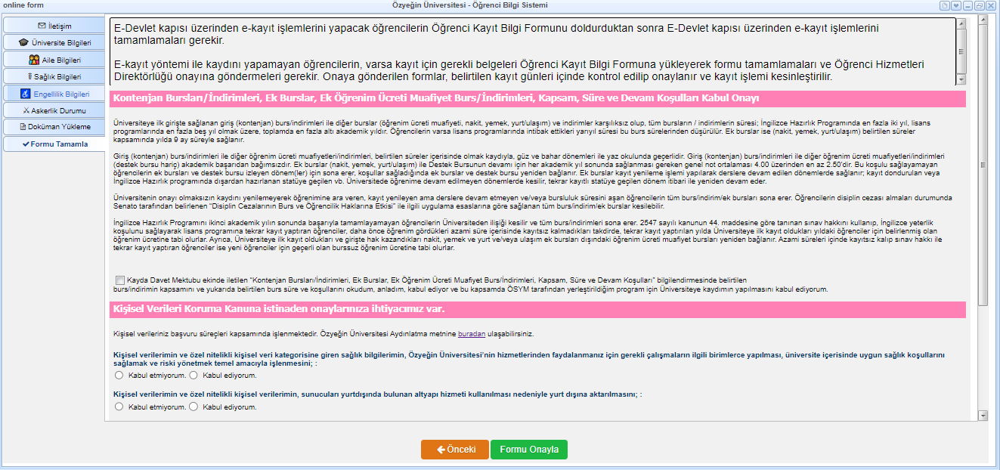 online form
Özyeğin Üniversitesi - Öğrenci Bilgi Sistemi
İletişim
Üniversite Bilgileri
Aile Bilgileri
Sağlık Bilgileri
Engellilik Bilgileri
Askerlik Durumu
Doküman Yükleme
Formu Tamamla
E-Devlet kapısı üzerinden e-kayıt işlemlerini yapacak öğrencilerin Öğrenci Kayıt Bilgi Formunu doldurduktan sonra E-Devlet kapısı üzerinden e-kayıt işlemlerini
tamamlamaları gerekir.
E-kayıt yöntemi ile kaydını yapamayan öğrencilerin, varsa kayıt için gerekli belgeleri Öğrenci Kayıt Bilgi Formuna yükleyerek formu tamamlamaları ve Öğrenci Hizmetleri
Direktörlüğü onayına göndermeleri gerekir. Onaya gönderilen formlar, belirtilen kayıt günleri içinde kontrol edilip onaylanır ve kayıt işlemi kesinleştirilir.
Kontenjan Bursları/İndirimleri, Ek Burslar, Ek Öğrenim Ücreti Muafiyet Burs/İndirimleri, Kapsam, Süre ve Devam Koşulları Kabul Onayı
Üniversiteye ilk girişte sağlanan giriş (kontenjan) burs/indirimleri ile diğer burslar (öğrenim ücreti muafiyeti, nakit, yemek, yurt/ulaşım) ve indirimler karşılıksız olup, tüm bursların / indirimlerin süresi; İngilizce Hazırlık Programında en fazla iki yıl, lisans
programlarında en fazla beş yıl olmak üzere, toplamda en fazla altı akademik yıldır. Öğrencilerin varsa lisans programlarında intibak ettikleri yarıyıl süresi bu burs sürelerinden düşürülür. Ek burslar ise (nakit, yemek, yurt/ulaşım) belirtilen süreler
kapsamında yılda 9 ay süreyle sağlanır.
Giriş (kontenjan) burs/indirimleri ile diğer öğrenim ücreti muafiyetleri/indirimleri, belirtilen süreler içerisinde olmak kaydıyla, güz ve bahar dönemleri ile yaz okulunda geçerlidir. Giriş (kontenjan) burs/indirimleri ile diğer öğrenim ücreti muafiyetleri/indirimleri
(destek bursu hariç) akademik başarıdan bağımsızdır. Ek burslar (nakit, yemek, yurt/ulaşım) ile Destek Bursunun devamı için her akademik yıl sonunda sağlanması gereken genel not ortalaması 4.00 üzerinden en az 2.50'dir. Bu koşulu sağlayamayan
öğrencilerin ek bursları ve destek bursu izleyen dönem(ler) için sona erer, koşullar sağladığında ek burslar ve destek bursu yeniden bağlanır. Ek burslar kayıt yenileme işlemi yapılarak derslere devam edilen dönemlerde sağlanır; kayıt dondurulan veya
İngilizce Hazırlık programında dışardan hazırlanan statüye geçilen vb. Üniversitede öğrenime devam edilmeyen dönemlerde kesilir, tekrar kayıtlı statüye geçilen dönem itibari ile yeniden devam eder.
Üniversitenin onayı olmaksızın kaydını yenilemeyerek öğrenimine ara veren, kayıt yenileyen ama derslere devam etmeyen ve/veya bursluluk süresini aşan öğrencilerin tüm burs/indirim/ek bursları sona erer. Öğrencilerin disiplin cezası almaları durumunda
Senato tarafından belirlenen “Disiplin Cezalarının Burs ve Öğrencilik Haklarına Etkisi” ile ilgili uygulama esaslarına göre sağlanan tüm burs/indirim/ek burslar kesilebilir.
İngilizce Hazırlık Programını ikinci akademik yılın sonunda başarıyla tamamlayamayan öğrencilerin Üniversiteden ilişiği kesilir ve tüm burs/indirimleri sona erer. 2547 sayılı kanunun 44. maddesine göre tanınan sınav hakkını kullanıp, İngilizce yeterlik
koşulunu sağlayarak lisans programına tekrar kayıt yaptıran öğrenciler, daha önce öğrenim gördükleri azami süre içerisinde kayıtsız kalmadıkları takdirde, tekrar kayıt yaptırılan yılda Üniversiteye ilk kayıt oldukları yıldaki öğrenciler için belirlenmiş olan
öğrenim ücretine tabi olurlar. Ayrıca, Üniversiteye ilk kayıt oldukları ve girişte hak kazandıkları nakit, yemek ve yurt ve/veya ulaşım ek bursları dışındaki öğrenim ücreti muafiyet bursları yeniden bağlanır. Azami süreleri içinde kayıtsız kalıp sınav hakkı ile
tekrar kayıt yaptıran öğrenciler ise yeni öğrenciler için geçerli olan burssuz öğrenim ücretine tabi olurlar.
Kayda Davet Mektubu ekinde iletilen “Kontenjan Bursları/İndirimleri, Ek Burslar, Ek Öğrenim Ücreti Muafiyet Burs/İndirimleri, Kapsam, Süre ve Devam Koşulları” bilgilendirmesinde belirtilen
burs/indirimin kapsamını ve yukarıda belirtilen burs süre ve koşullarını okudum, anladım, kabul ediyor ve bu kapsamda ÖSYM tarafından yerleştirildiğim program için Üniversiteye kaydımın yapılmasını kabul ediyorum.
Kişisel Verileri Koruma Kanuna istinaden onaylarınıza ihtiyacımız var.
Kişisel verileriniz başvuru süreçleri kapsamında işlenmektedir. Özyeğin Üniversitesi Aydınlatma metnine buradan ulaşabilirsiniz.
Kişisel verilerimin ve özel nitelikli kişisel veri kategorisine giren sağlık bilgilerimin, Özyeğin Üniversitesi'nin hizmetlerinden faydalanmanız için gerekli çalışmaların ilgili birimlerce yapılması, üniversite içerisinde uygun sağlık koşullarını
sağlamak ve riski yönetmek temel amacıyla işlenmesini; :
Kabul etmiyorum. Kabul ediyorum.
Kişisel verilerimin ve özel nitelikli kişisel verilerimin, sunucuları yurtdışında bulunan altyapı hizmeti kullanılması nedeniyle yurt dışına aktarılmasını; :
Kabul etmiyorum. Kabul ediyorum.
Önceki
Formu Onayla